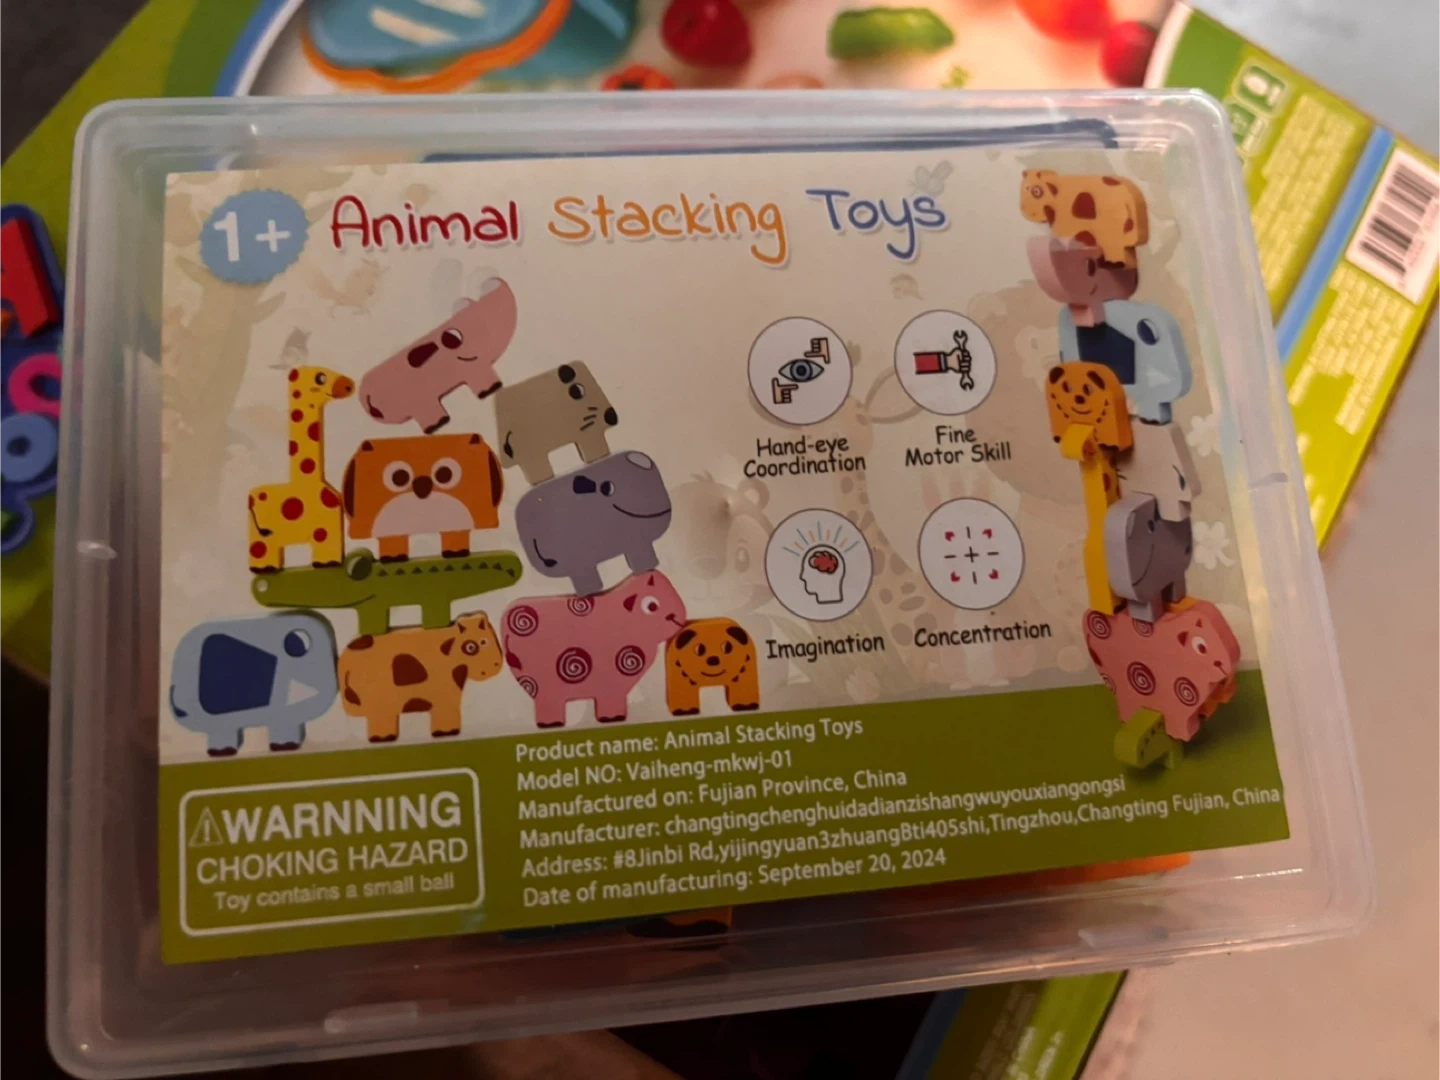 1+
Animal Stacking Toys
Hand-eye
Coordination
Fine
Motor Skill
Imagination
Concentration
WARNNING
CHOKING HAZARD
Toy contains a small ball
Product name: Animal Stacking Toys
Model NO: Vaiheng-mkwj-01
Manufactured on: Fujian Province, China
Manufacturer: changtingchenghuidadianzishangwuyouxiangongsi
Address: #8Jinbi Rd,yijingyuan3zhuangBti405shi,Tingzhou,Changting Fujian, China
Date of manufacturing: September 20, 2024